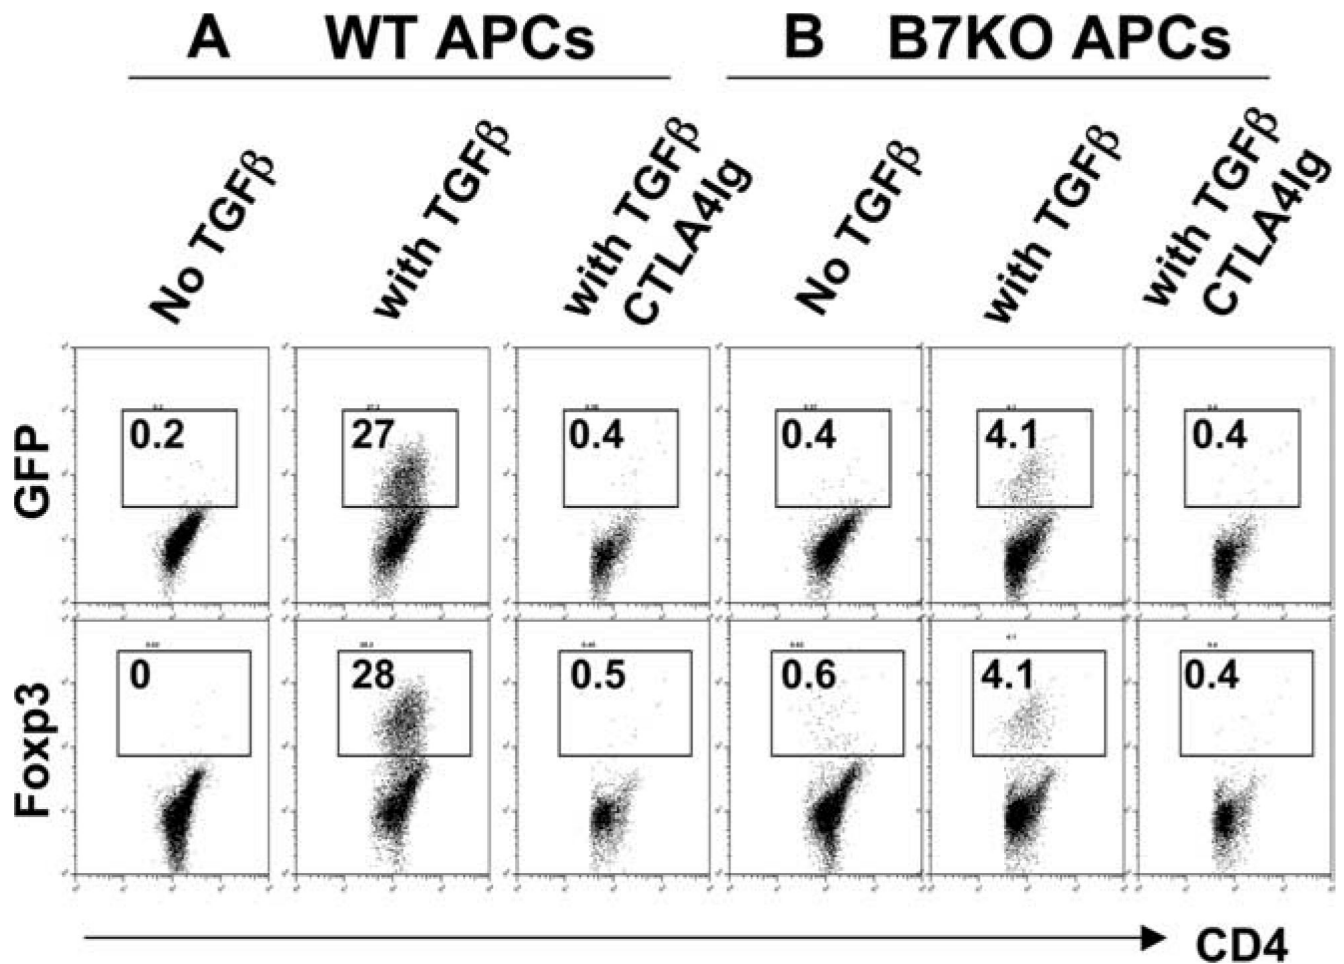 A WT APCs B B7KO APCs
No TGFβ
with TGFβ
with TGFβ
CTLA4Ig
No TGFβ
with TGFβ
with TGFβ
CTLA4Ig
GFP
0.2 27 0.4 0.4 4.1 0.4
Foxp3
0 28 0.5 0.6 4.1 0.4
CD4